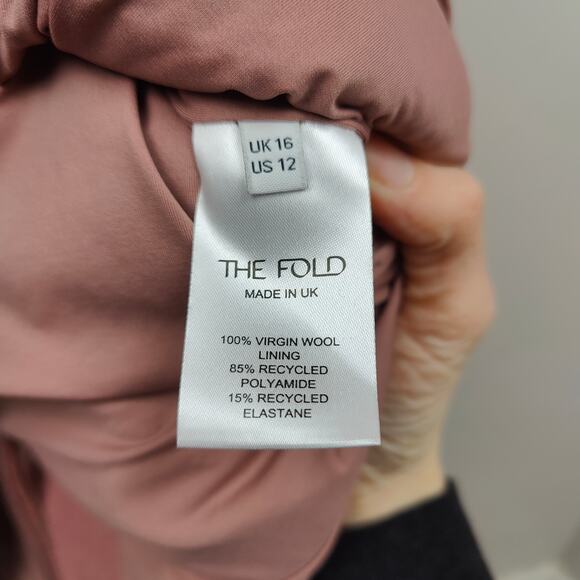 UK 16
US 12
THE FOLD
MADE IN UK
100% VIRGIN WOOL
LINING
85% RECYCLED
POLYAMIDE
15% RECYCLED
ELASTANE